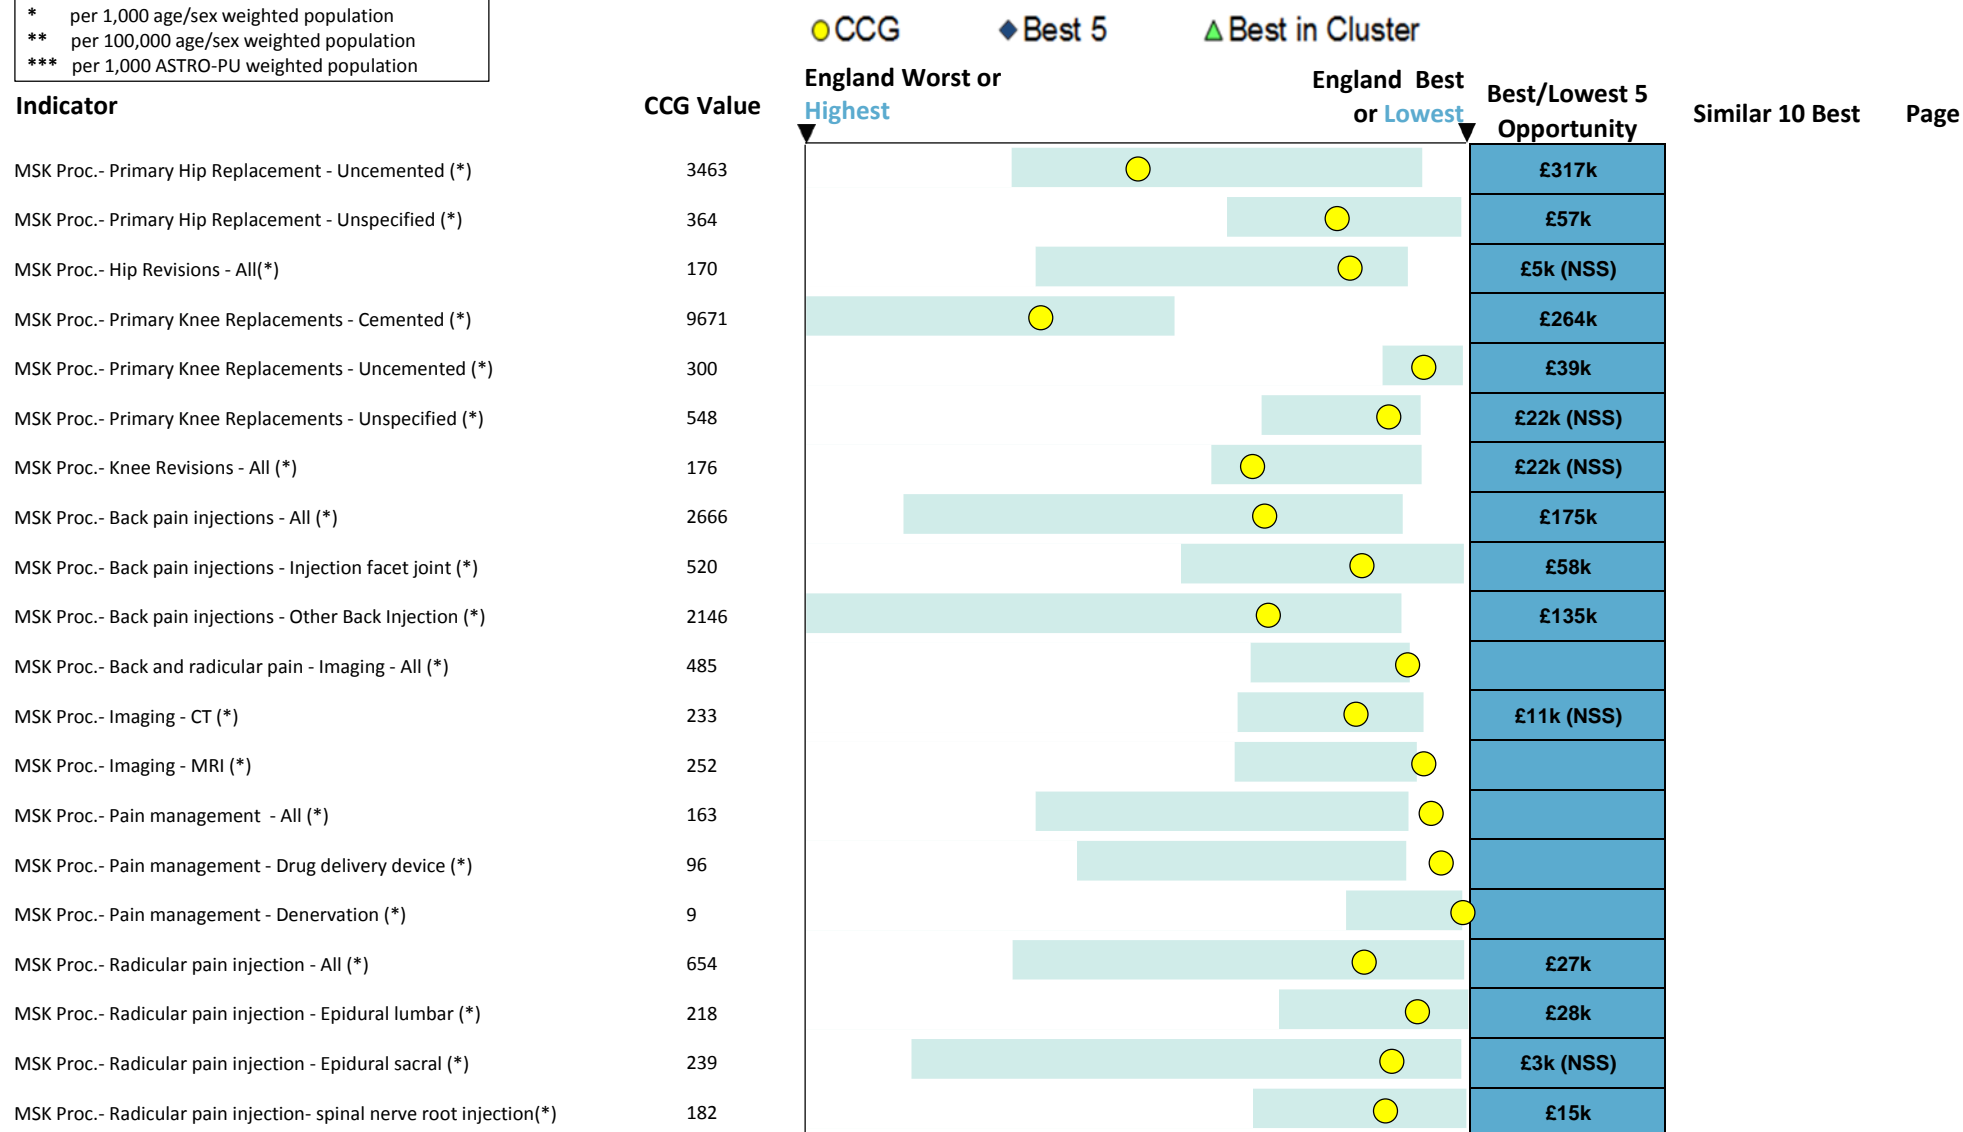 * per 1,000 age/sex weighted population
** per 100,000 age/sex weighted population
*** per 1,000 ASTRO-PU weighted population
CCG Best 5 Best in Cluster
Indicator CCG Value England Worst or Highest England Best or Lowest Best/Lowest 5 Opportunity Similar 10 Best Page
MSK Proc.- Primary Hip Replacement - Uncemented (*) 3463 £317k
MSK Proc.- Primary Hip Replacement - Unspecified (*) 364 £57k
MSK Proc.- Hip Revisions - All(*) 170 £5k (NSS)
MSK Proc.- Primary Knee Replacements - Cemented (*) 9671 £264k
MSK Proc.- Primary Knee Replacements - Uncemented (*) 300 £39k
MSK Proc.- Primary Knee Replacements - Unspecified (*) 548 £22k (NSS)
MSK Proc.- Knee Revisions - All (*) 176 £22k (NSS)
MSK Proc.- Back pain injections - All (*) 2666 £175k
MSK Proc.- Back pain injections - Injection facet joint (*) 520 £58k
MSK Proc.- Back pain injections - Other Back Injection (*) 2146 £135k
MSK Proc.- Back and radicular pain - Imaging - All (*) 485
MSK Proc.- Imaging - CT (*) 233 £11k (NSS)
MSK Proc.- Imaging - MRI (*) 252
MSK Proc.- Pain management - All (*) 163
MSK Proc.- Pain management - Drug delivery device (*) 96
MSK Proc.- Pain management - Denervation (*) 9
MSK Proc.- Radicular pain injection - All (*) 654 £27k
MSK Proc.- Radicular pain injection - Epidural lumbar (*) 218 £28k
MSK Proc.- Radicular pain injection - Epidural sacral (*) 239 £3k (NSS)
MSK Proc.- Radicular pain injection- spinal nerve root injection(*) 182 £15k